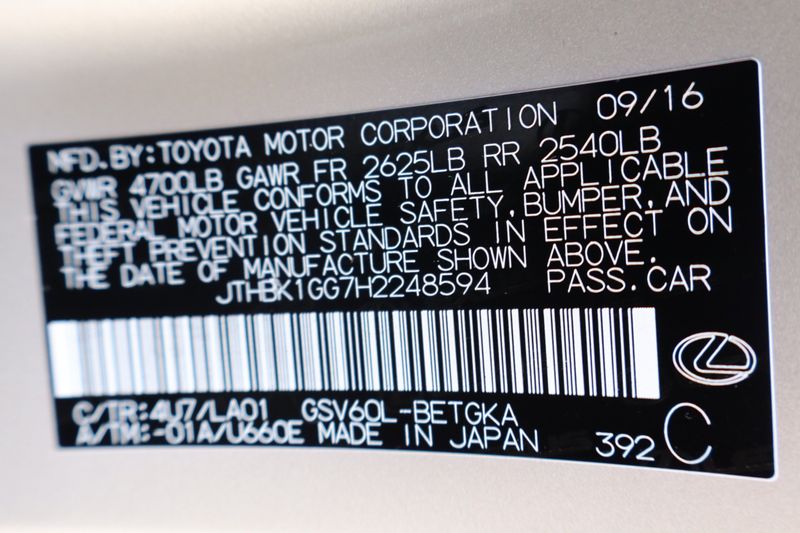 MFD. BY: TOYOTA MOTOR CORPORATION 09/16
GVWR 4700LB GAWR FR 2625LB RR 2540LB
THIS VEHICLE CONFORMS TO ALL APPLICABLE
FEDERAL MOTOR VEHICLE SAFETY, BUMPER, AND
THEFT PREVENTION STANDARDS IN EFFECT ON
THE DATE OF MANUFACTURE SHOWN ABOVE.
JTHBK1GG7H2248594 PASS. CAR
C/TR: 4U7/LA01 GSV60L-BETGKA
A/TM: -01A/U660E MADE IN JAPAN 392 C